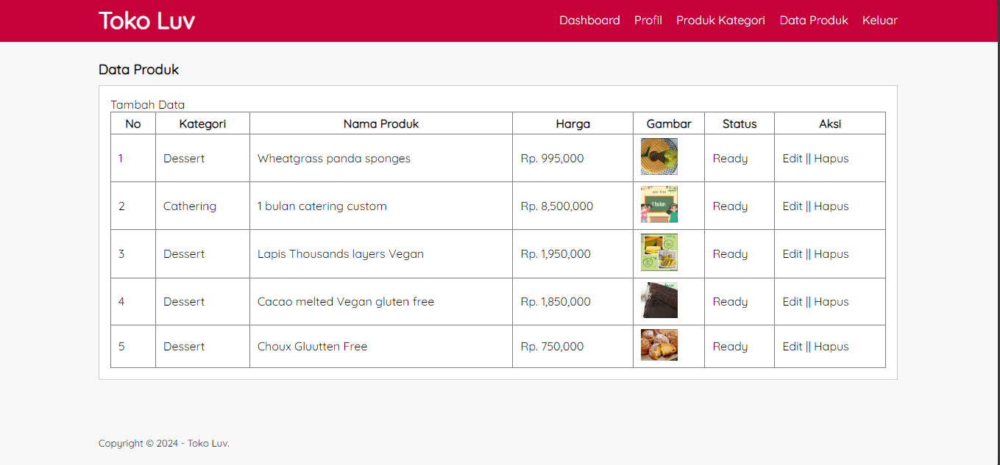 Toko Luv
Dashboard Profil Produk Kategori Data Produk Keluar
Data Produk
Tambah Data
No Kategori Nama Produk Harga Gambar Status Aksi
1 Dessert Wheatgrass panda sponges Rp. 995,000 Ready Edit || Hapus
2 Cathering 1 bulan catering custom Rp. 8,500,000 1 bulan Ready Edit || Hapus
3 Dessert Lapis Thousands layers Vegan Rp. 1,950,000 Ready Edit || Hapus
4 Dessert Cacao melted Vegan gluten free Rp. 1,850,000 Ready Edit || Hapus
5 Dessert Choux Gluutten Free Rp. 750,000 Ready Edit || Hapus
Copyright © 2024 - Toko Luv.